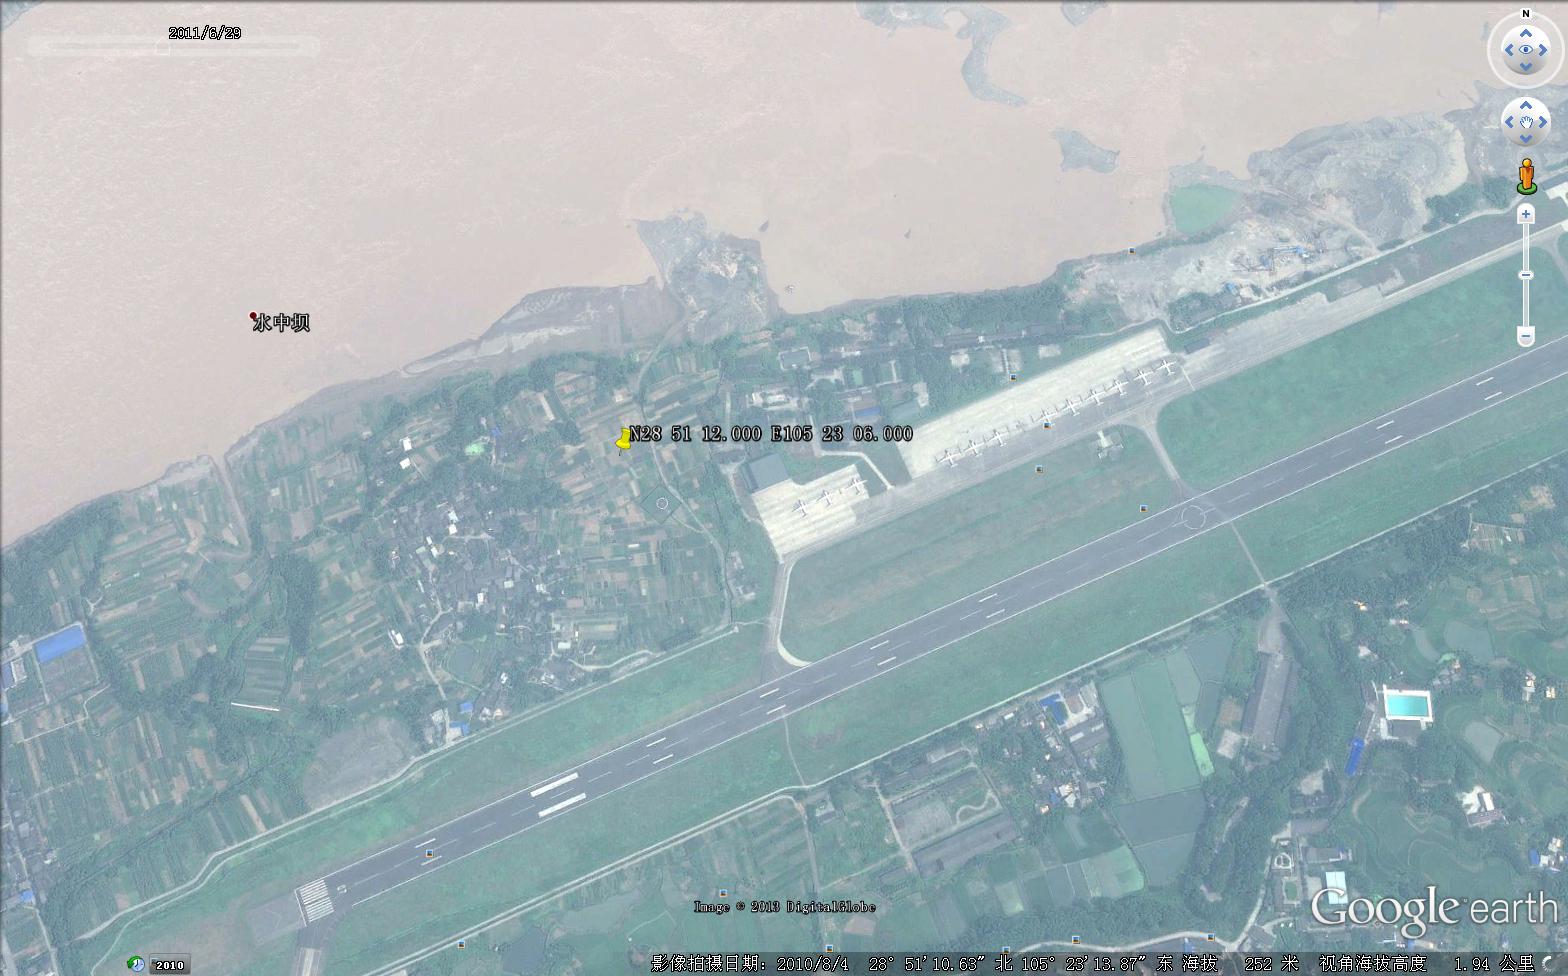 2011/6/29
N
水中坝
N28 51 12.000 E105 23 06.000
Image © 2013 DigitalGlobe
Google earth
2010
影像拍摄日期: 2010/8/4 28° 51'10.63" 北 105° 23'13.87" 东 海拔 252 米 视角海拔高度 1.94 公里